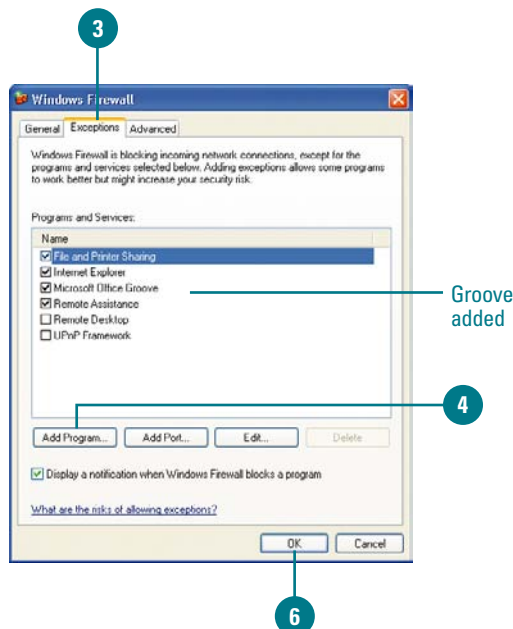 3
Windows Firewall
General Exceptions Advanced
Windows Firewall is blocking incoming network connections, except for the
programs and services selected below. Adding exceptions allows some programs
to work better but might increase your security risk.
Programs and Services:
Name
File and Printer Sharing
Internet Explorer
Microsoft Office Groove
Remote Assistance
Remote Desktop
UPnP Framework
Groove
added
4
Add Program... Add Port... Edit... Delete
Display a notification when Windows Firewall blocks a program
What are the risks of allowing exceptions?
OK Cancel
6